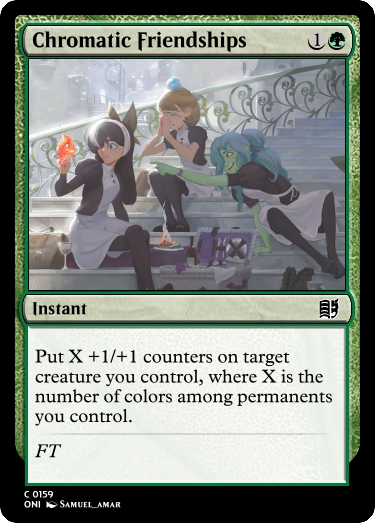 Chromatic Friendships 1
Instant
Put X +1/+1 counters on target
creature you control, where X is the
number of colors among permanents
you control.
FT
C 0159
ONI Samuel_amar